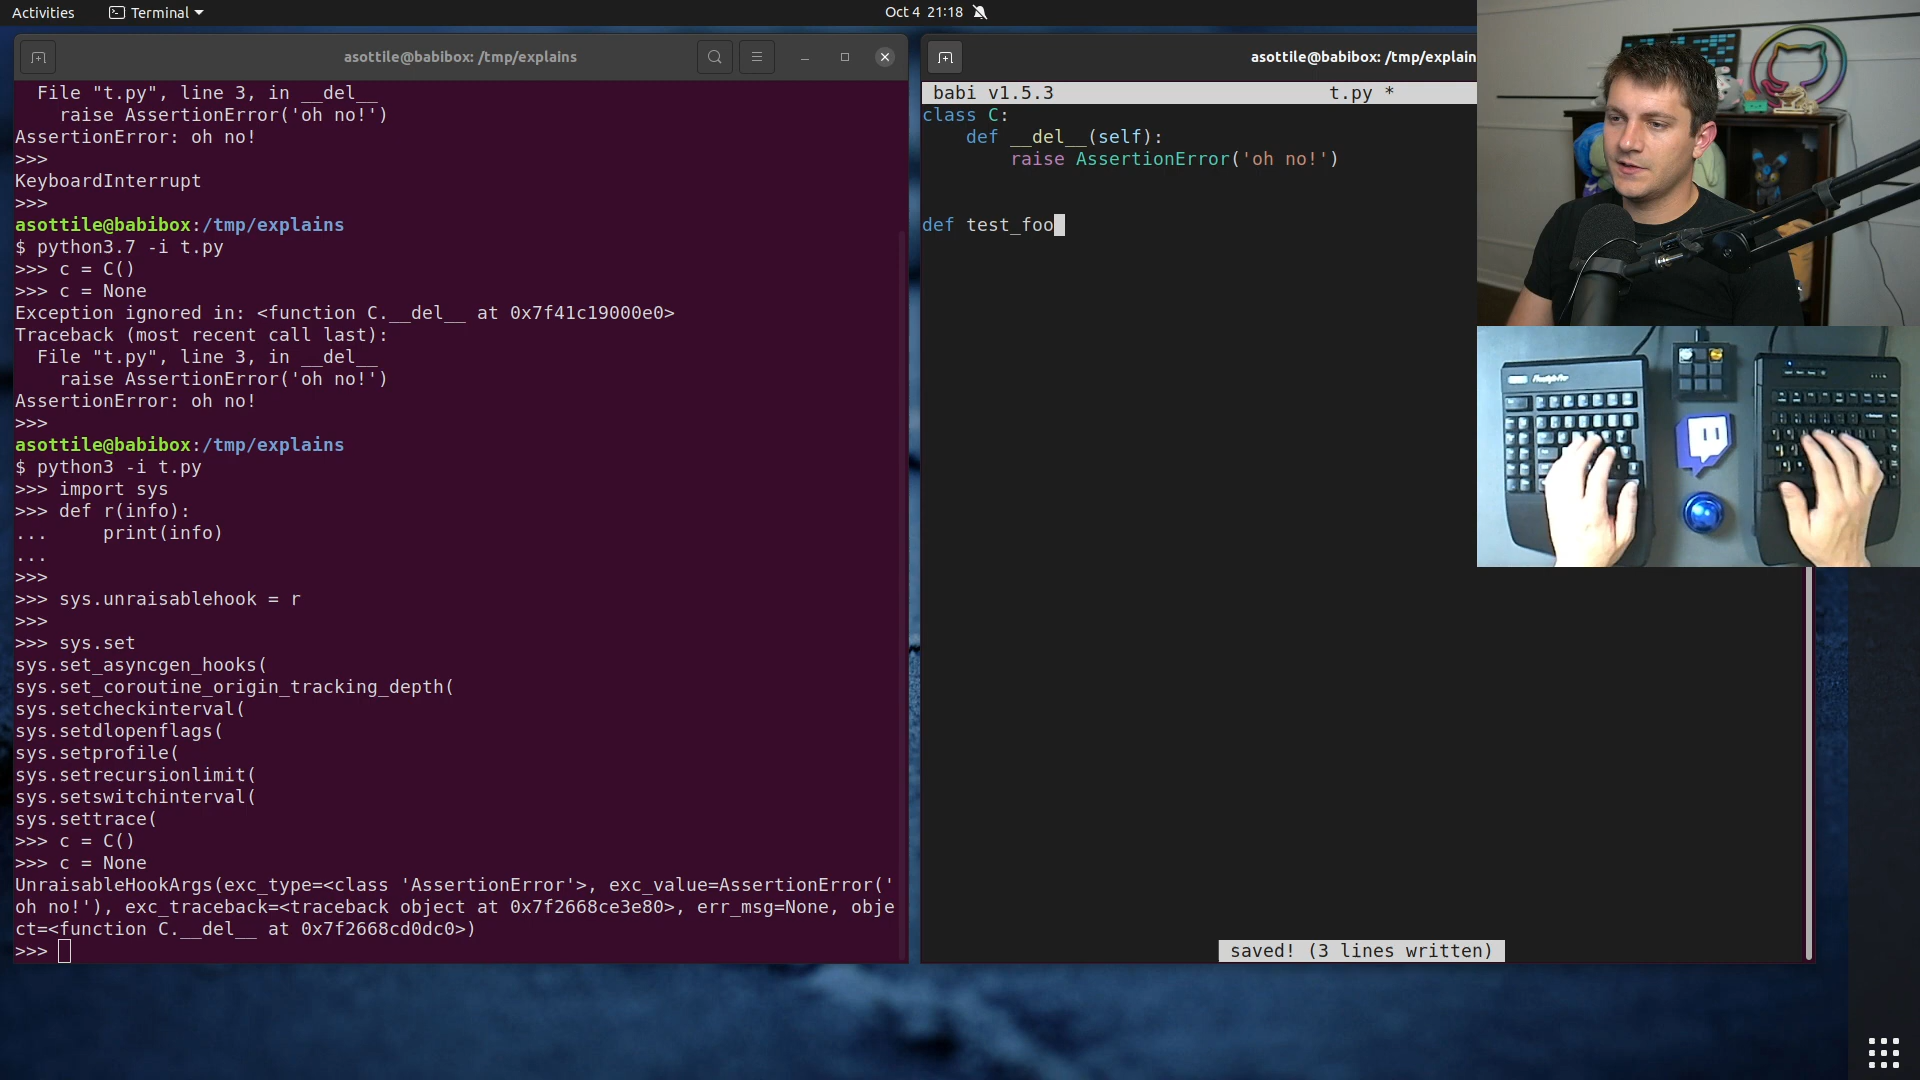 Activities
Terminal
Oct 4 21:18
asottile@babibox: /tmp/explains
  File "t.py", line 3, in __del__
    raise AssertionError('oh no!')
AssertionError: oh no!
>>>
KeyboardInterrupt
>>>
asottile@babibox:/tmp/explains
$ python3.7 -i t.py
>>> c = C()
>>> c = None
Exception ignored in: <function C.__del__ at 0x7f41c19000e0>
Traceback (most recent call last):
  File "t.py", line 3, in __del__
    raise AssertionError('oh no!')
AssertionError: oh no!
>>>
asottile@babibox:/tmp/explains
$ python3 -i t.py
>>> import sys
>>> def r(info):
...     print(info)
...
>>>
>>> sys.unraisablehook = r
>>>
>>> sys.set
sys.set_asyncgen_hooks(
sys.set_coroutine_origin_tracking_depth(
sys.setcheckinterval(
sys.setdlopenflags(
sys.setprofile(
sys.setrecursionlimit(
sys.setswitchinterval(
sys.settrace(
>>> c = C()
>>> c = None
UnraisableHookArgs(exc_type=<class 'AssertionError'>, exc_value=AssertionError('
oh no!'), exc_traceback=<traceback object at 0x7f2668ce3e80>, err_msg=None, obje
ct=<function C.__del__ at 0x7f2668cd0dc0>)
>>>
asottile@babibox: /tmp/explain
babi v1.5.3 t.py *
class C:
    def __del__(self):
        raise AssertionError('oh no!')
def test_foo
saved! (3 lines written)